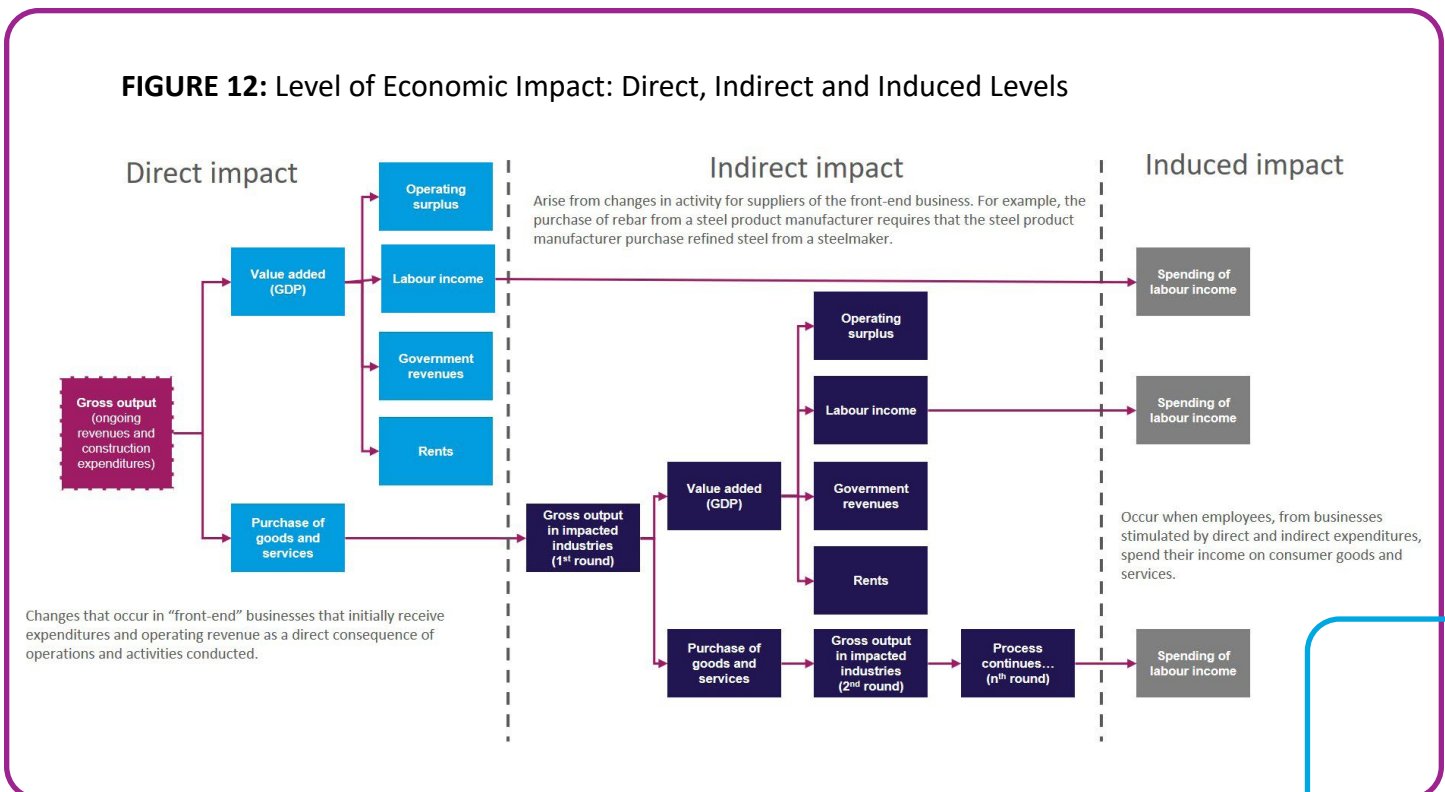 FIGURE 12: Level of Economic Impact: Direct, Indirect and Induced Levels
Direct impact
Operating
surplus
Value added
(GDP)
Labour income
Government
revenues
Gross output
(ongoing
revenues and
construction
expenditures)
Rents
Purchase of
goods and
services
Changes that occur in “front-end” businesses that initially receive
expenditures and operating revenue as a direct consequence of
operations and activities conducted.
Indirect impact
Arise from changes in activity for suppliers of the front-end business. For example, the
purchase of rebar from a steel product manufacturer requires that the steel product
manufacturer purchase refined steel from a steelmaker.
Operating
surplus
Labour income
Value added
(GDP)
Government
revenues
Gross output
in impacted
industries
(1st round)
Rents
Purchase of
goods and
services
Gross output
in impacted
industries
(2nd round)
Process
continues…
(nth round)
Induced impact
Spending of
labour income
Spending of
labour income
Occur when employees, from businesses
stimulated by direct and indirect expenditures,
spend their income on consumer goods and
services.
Spending of
labour income